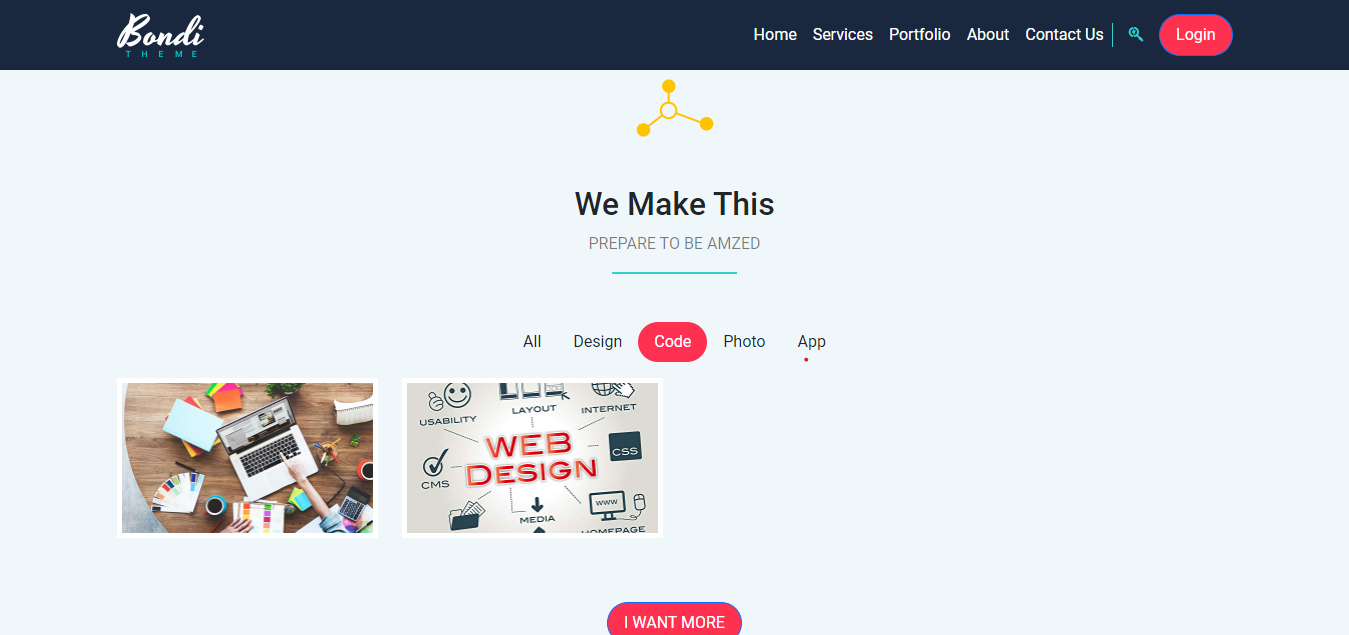 Bondi
THEME
Home Services Portfolio About Contact Us Login
We Make This
PREPARE TO BE AMZED
All Design Code Photo App
USABILITY LAYOUT INTERNET
WEB DESIGN
CSS
CMS
MEDIA
WWW
HOMEPAGE
I WANT MORE